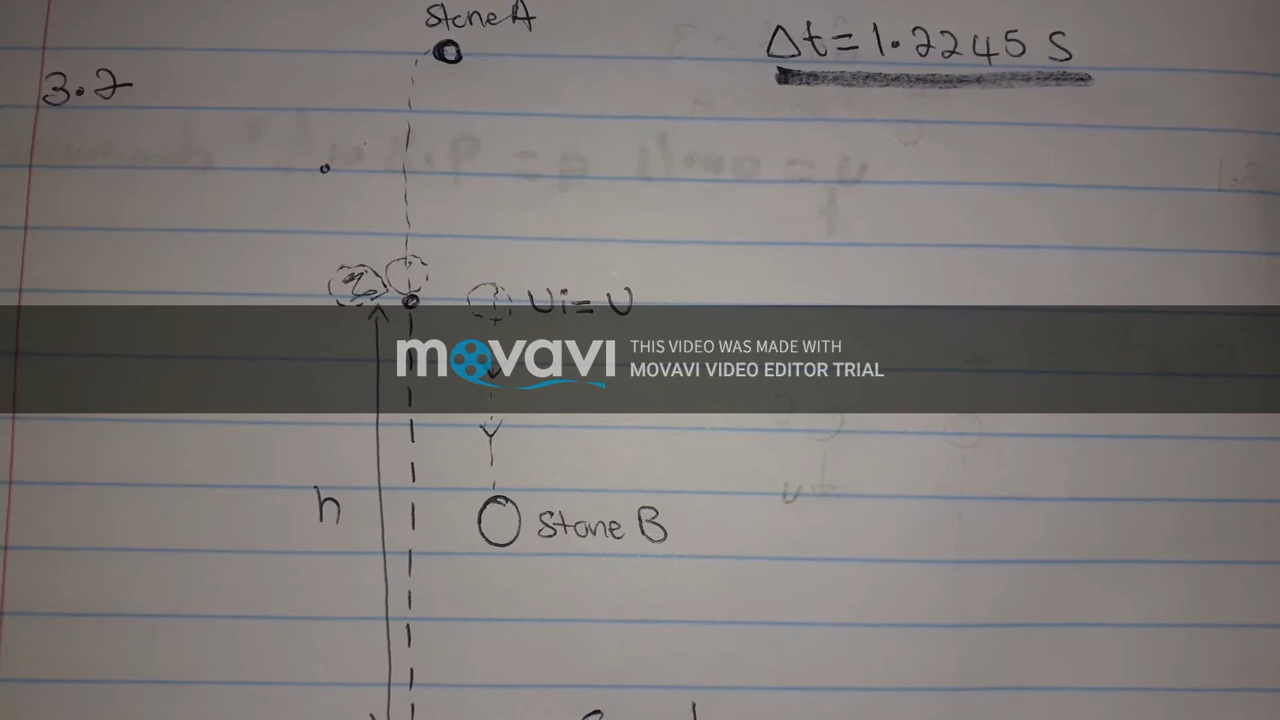 Stone A
Δt = 1.2245 S
3.2
Ui = U
movavi
THIS VIDEO WAS MADE WITH
MOVAVI VIDEO EDITOR TRIAL
h
Stone B